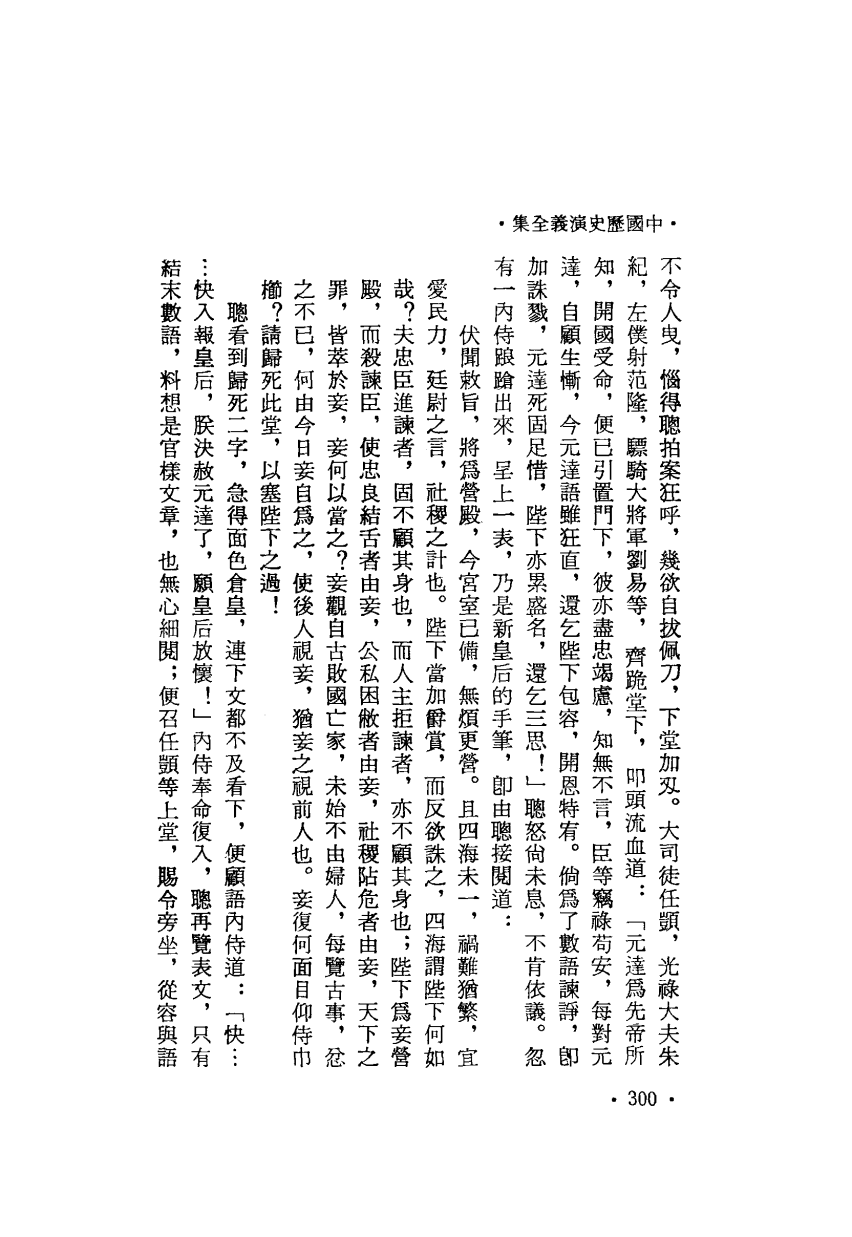 ·中國歷史演義全集·
不令人曳，惱得聰拍案狂呼，幾欲自拔佩刀，下堂加刄。大司徒任顗，光祿大夫朱
紀，左僕射范隆，驃騎大將軍劉易等，齊跪堂下，叩頭流血道：「元達爲先帝所
知，開國受命，便已引置門下，彼亦盡忠竭慮，知無不言，臣等竊祿苟安，每對元
達，自顧生慚，今元達語雖狂直，還乞陛下包容，開恩特宥。倘爲了數語諫諍，卽
加誅戮，元達死固足惜，陛下亦累盛名，還乞三思！」聰怒尙未息，不肯依議。忽
有一內侍踉蹌出來，呈上一表，乃是新皇后的手筆，卽由聰接閱道：
伏聞敕旨，將爲營殿，今宮室已備，無煩更營。且四海未一，禍難猶繁，宜
愛民力，廷尉之言，社稷之計也。陛下當加爵賞，而反欲誅之，四海謂陛下何如
哉？夫忠臣進諫者，固不顧其身也，而人主拒諫者，亦不顧其身也；陛下爲妾營
殿，而殺諫臣，使忠良結舌者由妾，公私困敝者由妾，社稷阽危者由妾，天下之
罪，皆萃於妾，妾何以當之？妾觀自古敗國亡家，未始不由婦人，每覽古事，忿
之不已，何由今日妾自爲之，使後人視妾，猶妾之視前人也。妾復何面目仰侍巾
櫛？請歸死此堂，以塞陛下之過！
聰看到歸死二字，急得面色倉皇，連下文都不及看下，便顧語內侍道：「快…
…快入報皇后，朕決赦元達了，願皇后放懷！」內侍奉命復入，聰再覽表文，只有
結末數語，料想是官樣文章，也無心細閱；便召任顗等上堂，賜令旁坐，從容與語
·300·